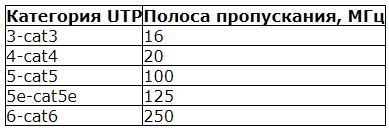 Категория UTP Полоса пропускания, МГц
3-cat3 16
4-cat4 20
5-cat5 100
5e-cat5e 125
6-cat6 250